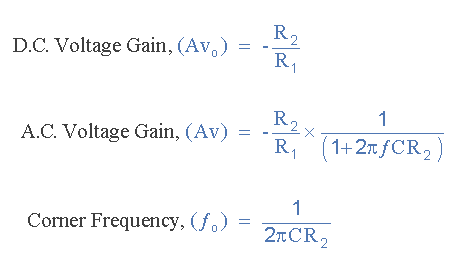 D.C. Voltage Gain, (Av₀) = -R₂/R₁
A.C. Voltage Gain, (Av) = -R₂/R₁ × 1/(1+2πfCR₂)
Corner Frequency, (f₀) = 1/2πCR₂